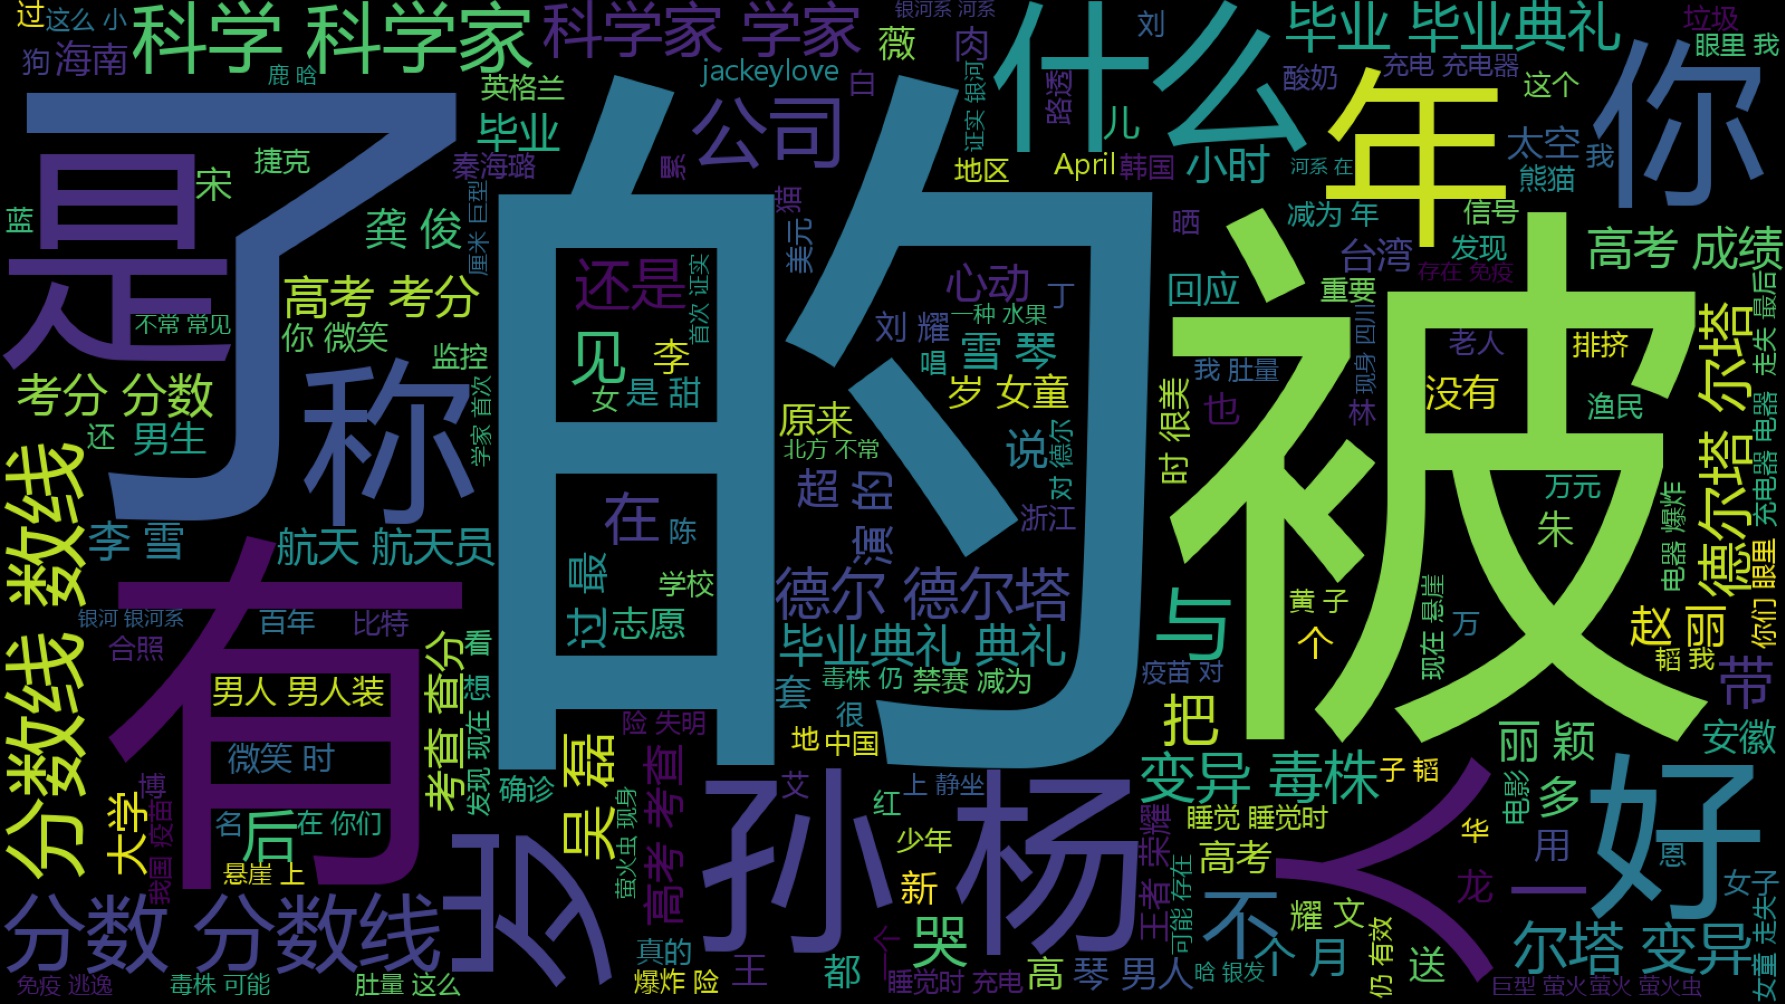 过
这么 小
科学 科学家
科学家 学家
银河系 河系
薇
肉
什么
刘
毕业 毕业典礼
垃圾
眼里 我
狗
海南
鹿 晗
英格兰
jackeylove
白
证实 银河
路透
儿
酸奶
充电 充电器
这个
你
了
是
宋
捷克
毕业
秦海璐
公司
累
猫
地区
April
韩国
小时
河系 在
年
太空
我
熊猫
蓝
龚 俊
厘米 巨型
的
美元
晒
减为 年
信号
发现
台湾
存在 免疫
高考 成绩
不常 常见
高考 考分
你 微笑
监控
还是
首次 证实
心动
丁
一种 水果
刘 耀
唱
雪 琴
回应
重要
被
现身 四川
老人
排挤
走失 最后
考分 分数
还
男生
称
学家 首次
见
李
女
是 甜
原来
岁 女童
北方 不常
我 肚量
也
时 很美
林
没有
渔民
德尔塔 尔塔
李 雪
航天 航天员
在
陈
超
演 的
说
对 德尔
浙江
万元
朱
电器 爆炸
充电器 电器
分数线 数线
有
银河 银河系
百年
比特
合照
过 最
学校
志愿
德尔 德尔塔
毕业典礼 典礼
与
黄 子
个
现在 悬崖
万
赵 丽
你们 眼里
韬 我
男人 男人装
考查 查分
看
想
发现 现在
套
毒株 仍
禁赛 减为
疫苗 对
把
带
微笑 时
险 失明
很
地
中国
丽 颖
安徽
博
大学
我国 疫苗
名
后
在 你们
悬崖 上
确诊
吴 磊
萤火虫 现身
高考 考查
孙 杨
艾
红
上 静坐
少年
新
变异 毒株
子 韬
睡觉 睡觉时
王者 荣耀
高考
人
华
电影
多
用
好
恩
女子
分数 分数线
岁
哭
可能 存在
不
耀 文
龙
一
女童 走失
免疫 逃逸
毒株 可能
肚量 这么
真的
爆炸 险
王
都
一个
睡觉时 充电
高
琴 男人
晗 银发
个 月
仍 有效
送
尔塔 变异
巨型 萤火
萤火 萤火虫